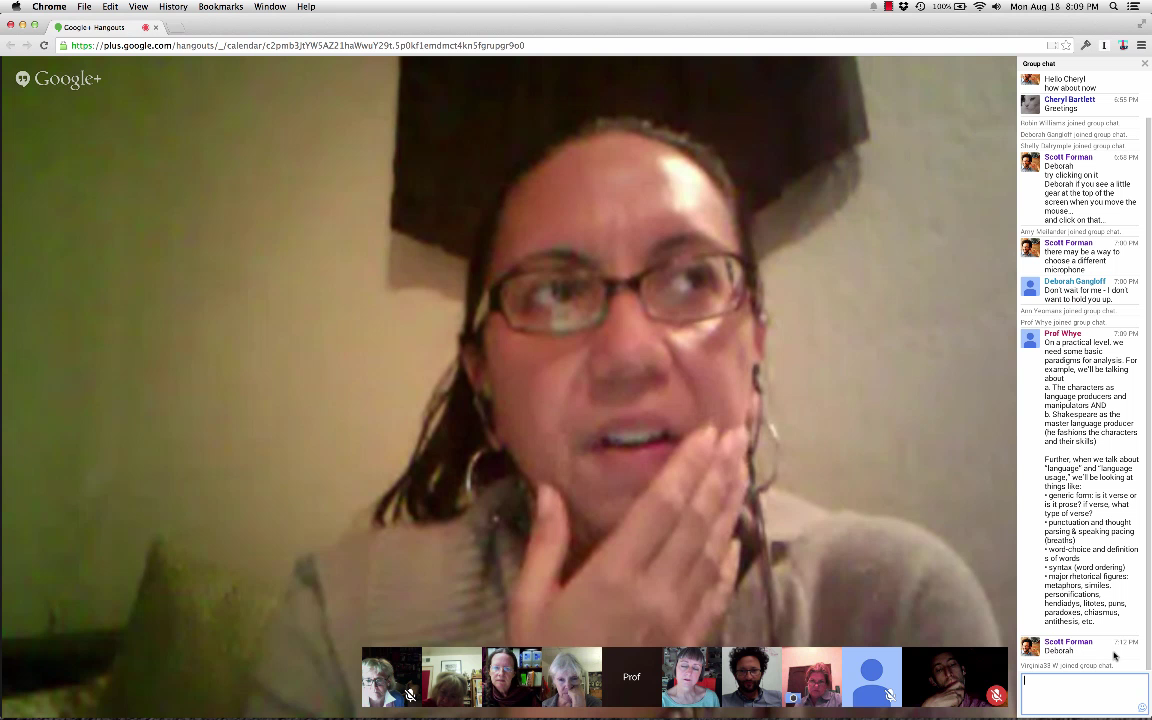 Chrome File Edit View History Bookmarks Window Help 100% Mon Aug 18 8:09 PM
Google+ Hangouts
https://plus.google.com/hangouts/_/calendar/c2pmb3JtYW5AZ21haWwuY29t.5p0kf1emdmct4kn5fgrupgr9o0
Google+
Group chat
Hello Cheryl
how about now
Cheryl Bartlett 6:55 PM
Greetings
Robin Williams joined group chat.
Deborah Gangloff joined group chat.
Shelly Dalrymple joined group chat.
Scott Forman 6:58 PM
Deborah
try clicking on it
Deborah if you see a little
gear at the top of the
screen when you move the
mouse...
and click on that...
Amy Meilander joined group chat.
Scott Forman 7:00 PM
there may be a way to
choose a different
microphone
Deborah Gangloff 7:00 PM
Don't wait for me - I don't
want to hold you up.
Ann Yeomans joined group chat.
Prof Whye joined group chat.
Prof Whye 7:09 PM
On a practical level, we
need some basic
paradigms for analysis. For
example, we'll be talking
about
a. The characters as
language producers and
manipulators AND
b. Shakespeare as the
master language producer
(he fashions the characters
and their skills)
Further, when we talk about
"language" and "language
usage," we'll be looking at
things like:
• generic form: is it verse or
is it prose? if verse, what
type of verse?
• punctuation and thought
parsing & speaking pacing
(breaths)
• word-choice and definition
s of words
• syntax (word ordering)
• major rhetorical figures:
metaphors, similes,
personifications,
hendiadys, litotes, puns,
paradoxes, chiasmus,
antithesis, etc.
Scott Forman 7:12 PM
Deborah
Virginia33 W joined group chat.
Prof